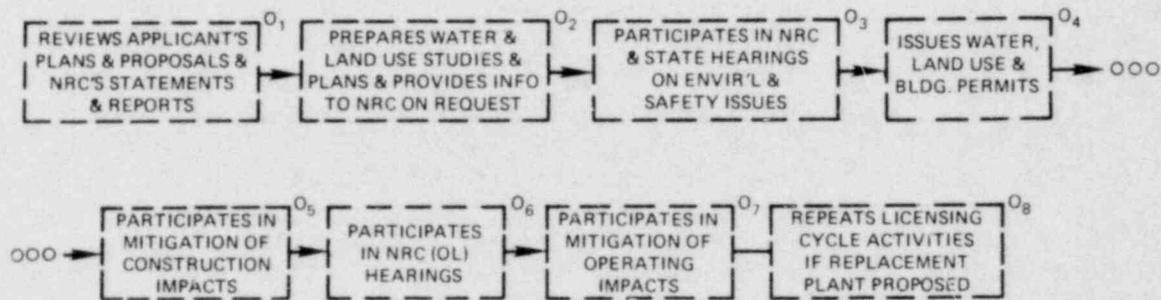 REVIEWS APPLICANT'S
PLANS & PROPOSALS &
NRC'S STATEMENTS
& REPORTS
O1
PREPARES WATER &
LAND USE STUDIES &
PLANS & PROVIDES INFO
TO NRC ON REQUEST
O2
PARTICIPATES IN NRC
& STATE HEARINGS
ON ENVIR'L &
SAFETY ISSUES
O3
ISSUES WATER,
LAND USE &
BLDG. PERMITS
O4
PARTICIPATES IN
MITIGATION OF
CONSTRUCTION
IMPACTS
O5
PARTICIPATES
IN NRC (OL)
HEARINGS
O6
PARTICIPATES IN
MITIGATION OF
OPERATING
IMPACTS
O7
REPEATS LICENSING
CYCLE ACTIVITIES
IF REPLACEMENT
PLANT PROPOSED
O8